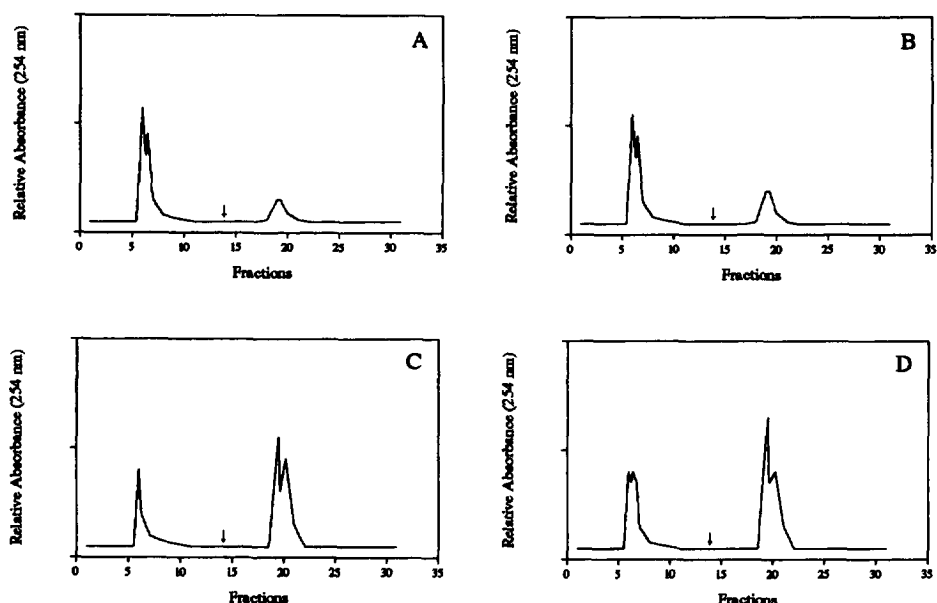 A
Relative Absorbance (254 nm)
0 5 10 15 20 25 30 35
Fractions
B
Relative Absorbance (254 nm)
0 5 10 15 20 25 30 35
Fractions
C
Relative Absorbance (254 nm)
0 5 10 15 20 25 30 35
Fractions
D
Relative Absorbance (254 nm)
0 5 10 15 20 25 30 35
Fractions